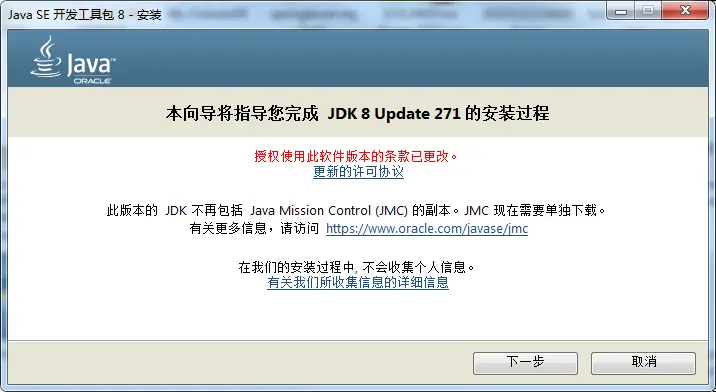 Java SE 开发工具包 8 - 安装
Java™
ORACLE
本向导将指导您完成 JDK 8 Update 271 的安装过程
授权使用此软件版本的条款已更改。
更新的许可协议
此版本的 JDK 不再包括 Java Mission Control (JMC) 的副本。JMC 现在需要单独下载。
有关更多信息，请访问 https://www.oracle.com/javase/jmc
在我们的安装过程中, 不会收集个人信息。
有关我们所收集信息的详细信息
下一步 取消